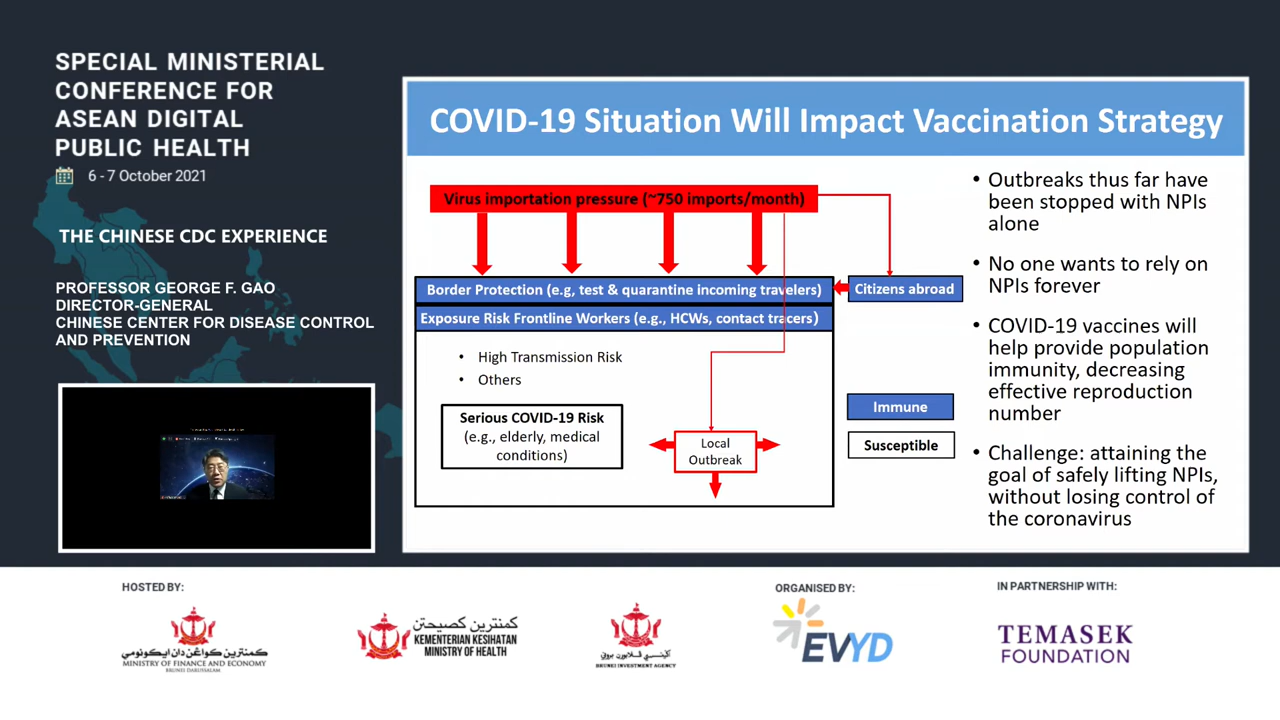 SPECIAL MINISTERIAL
CONFERENCE FOR
ASEAN DIGITAL
PUBLIC HEALTH
6 - 7 October 2021
THE CHINESE CDC EXPERIENCE
PROFESSOR GEORGE F. GAO
DIRECTOR-GENERAL
CHINESE CENTER FOR DISEASE CONTROL
AND PREVENTION
COVID-19 Situation Will Impact Vaccination Strategy
Virus importation pressure (~750 imports/month)
Border Protection (e.g, test & quarantine incoming travelers)
Citizens abroad
Exposure Risk Frontline Workers (e.g., HCWs, contact tracers)
• High Transmission Risk
• Others
Serious COVID-19 Risk
(e.g., elderly, medical
conditions)
Local
Outbreak
Immune
Susceptible
• Outbreaks thus far have
been stopped with NPIs
alone
• No one wants to rely on
NPIs forever
• COVID-19 vaccines will
help provide population
immunity, decreasing
effective reproduction
number
• Challenge: attaining the
goal of safely lifting NPIs,
without losing control of
the coronavirus
HOSTED BY:
كمنترين كواڠن دان ايكونومي
MINISTRY OF FINANCE AND ECONOMY
BRUNEI DARUSSALAM
كمنترين كصيحتن
KEMENTERIAN KESIHATAN
MINISTRY OF HEALTH
BRUNEI INVESTMENT AGENCY
ORGANISED BY:
EVYD
IN PARTNERSHIP WITH:
TEMASEK
FOUNDATION